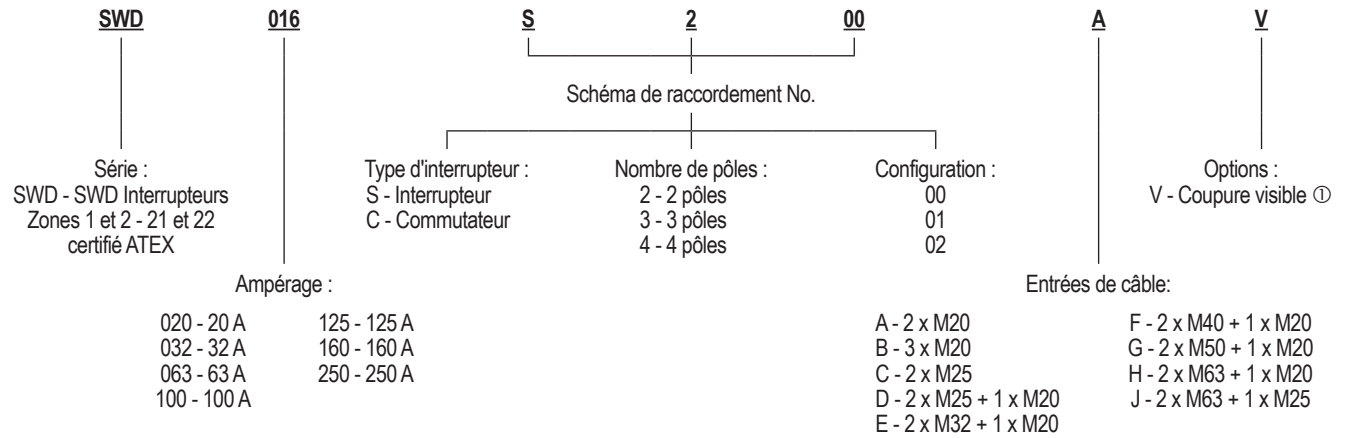 SWD 016 S 2 00 A V
Schéma de raccordement No.
Série :
SWD - SWD Interrupteurs
Zones 1 et 2 - 21 et 22
certifié ATEX
Type d'interrupteur :
S - Interrupteur
C - Commutateur
Nombre de pôles :
2 - 2 pôles
3 - 3 pôles
4 - 4 pôles
Configuration :
00
01
02
Options :
V - Coupure visible ①
Ampérage :
020 - 20 A
032 - 32 A
063 - 63 A
100 - 100 A
125 - 125 A
160 - 160 A
250 - 250 A
Entrées de câble:
A - 2 x M20
B - 3 x M20
C - 2 x M25
D - 2 x M25 + 1 x M20
E - 2 x M32 + 1 x M20
F - 2 x M40 + 1 x M20
G - 2 x M50 + 1 x M20
H - 2 x M63 + 1 x M20
J - 2 x M63 + 1 x M25